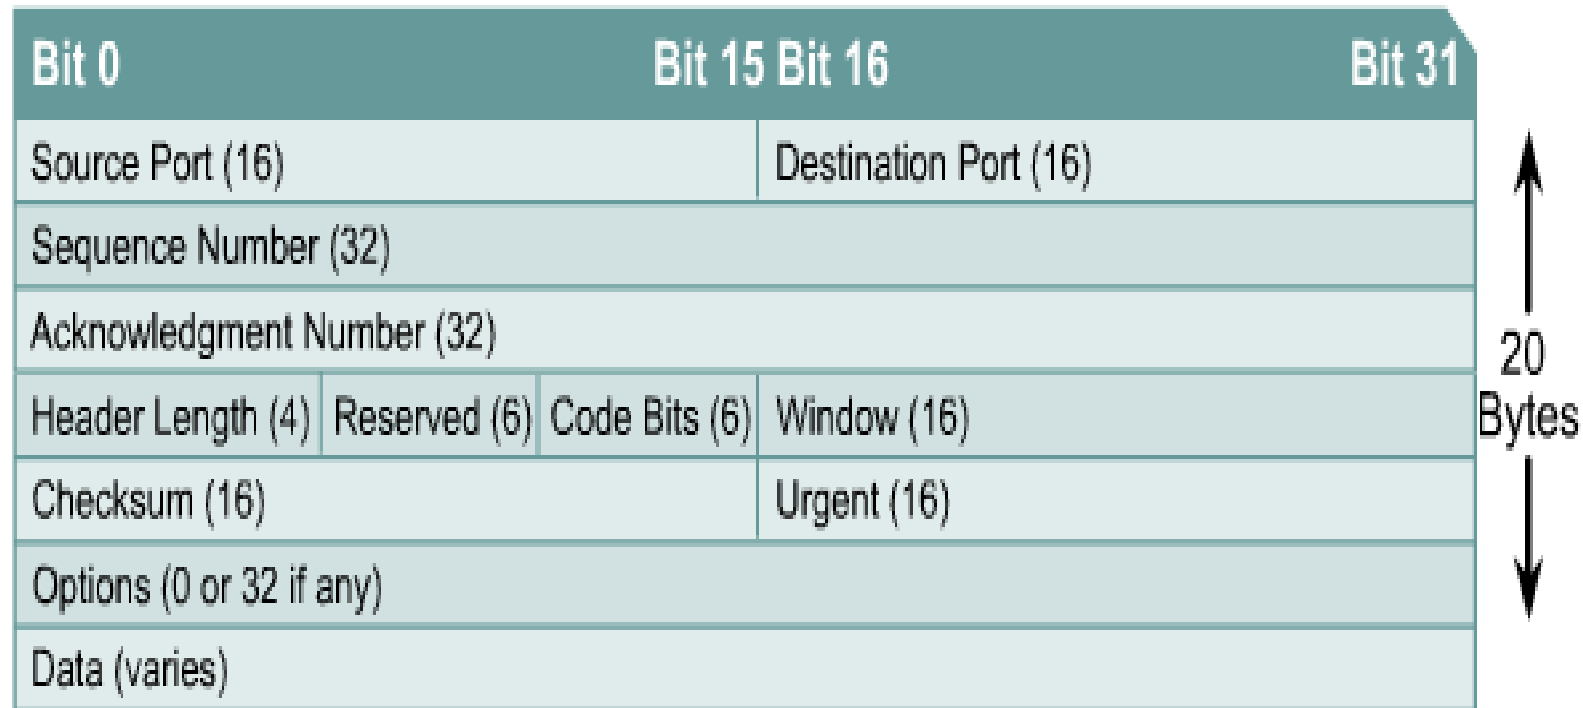 Bit 0 Bit 15 Bit 16 Bit 31
Source Port (16) Destination Port (16)
Sequence Number (32)
Acknowledgment Number (32)
Header Length (4) Reserved (6) Code Bits (6) Window (16)
Checksum (16) Urgent (16)
Options (0 or 32 if any)
Data (varies)
20
Bytes